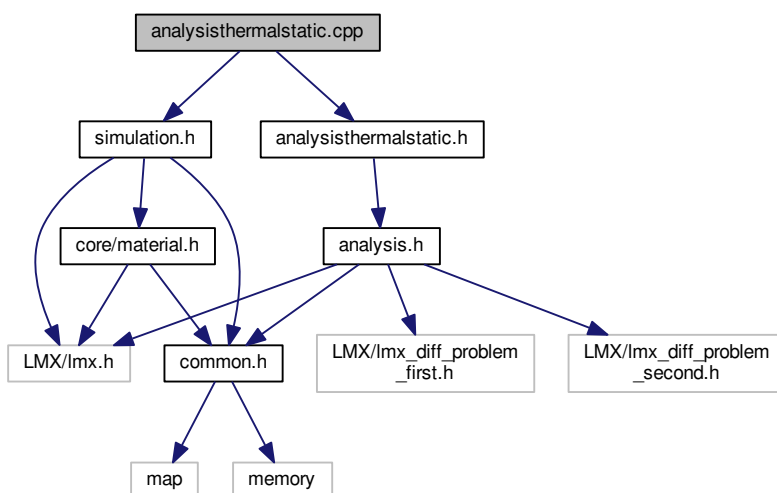 analysisthermalstatic.cpp
simulation.h
analysisthermalstatic.h
core/material.h
analysis.h
LMX/lmx.h
common.h
LMX/lmx_diff_problem
_first.h
LMX/lmx_diff_problem
_second.h
map
memory